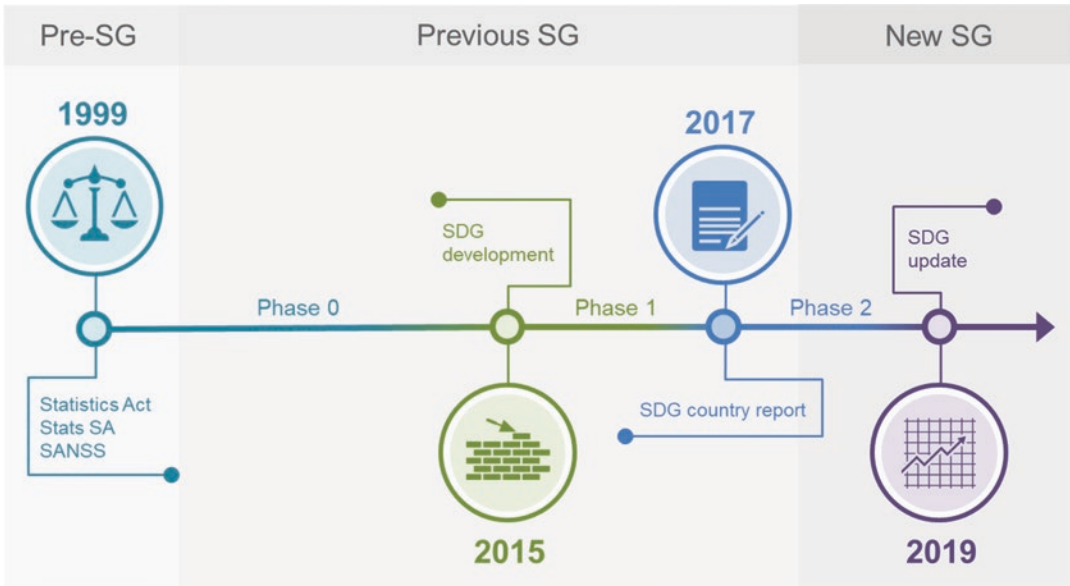 Pre-SG
Previous SG
New SG
1999
2017
SDG
development
SDG
update
Phase 0
Phase 1
Phase 2
Statistics Act
Stats SA
SANSS
SDG country report
2015
2019